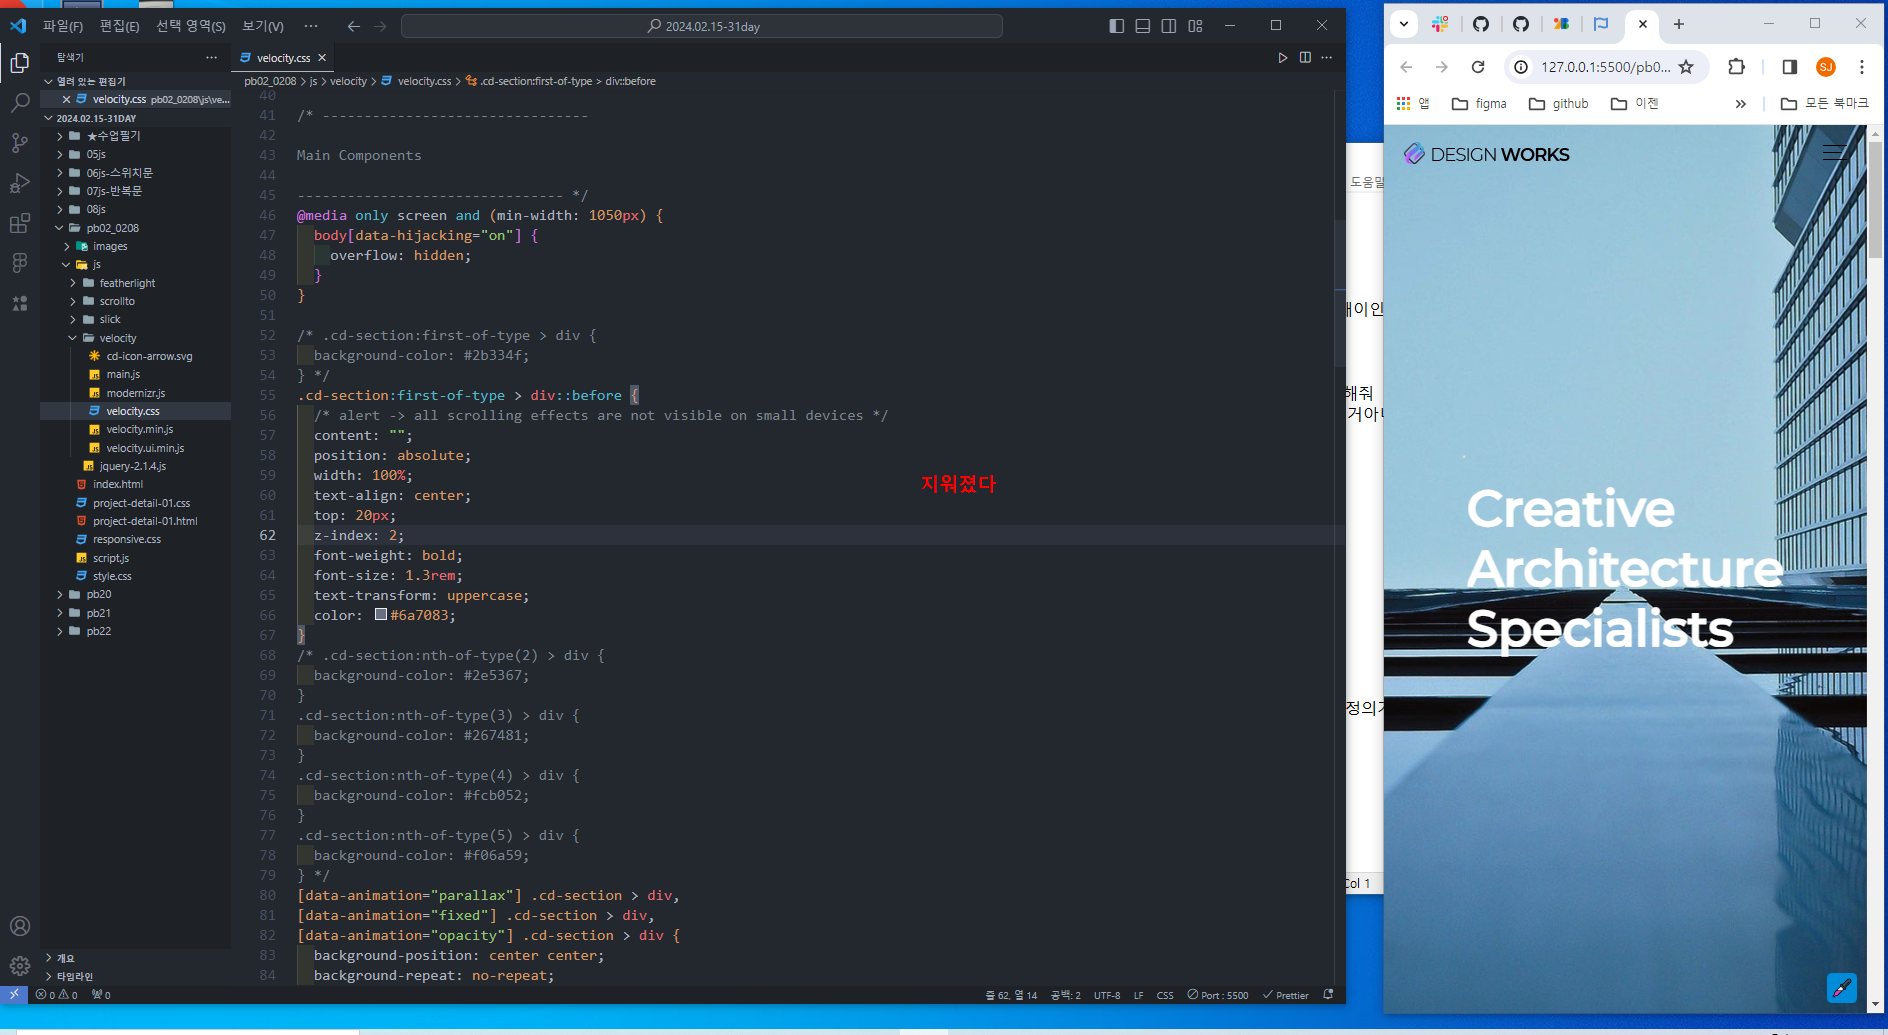 파일(F) 편집(E) 선택 영역(S) 보기(V) ··· 2024.02.15-31day
탐색기 ···
열려 있는 편집기
velocity.css pb02_0208\js\ve...
2024.02.15-31DAY
★수업필기
05js
06js-스위치문
07js-반복문
08js
pb02_0208
images
js
featherlight
scrollto
slick
velocity
cd-icon-arrow.svg
main.js
modernizr.js
velocity.css
velocity.min.js
velocity.ui.min.js
jquery-2.1.4.js
index.html
project-detail-01.css
project-detail-01.html
responsive.css
script.js
style.css
pb20
pb21
pb22
개요
타임라인
velocity.css
pb02_0208 > js > velocity > velocity.css > .cd-section:first-of-type > div::before
40
41 /* --------------------------------
42
43 Main Components
44
45 -------------------------------- */
46 @media only screen and (min-width: 1050px) {
47 body[data-hijacking="on"] {
48 overflow: hidden;
49 }
50 }
51
52 /* .cd-section:first-of-type > div {
53 background-color: #2b334f;
54 } */
55 .cd-section:first-of-type > div::before {
56 /* alert -> all scrolling effects are not visible on small devices */
57 content: "";
58 position: absolute;
59 width: 100%;
60 text-align: center;
61 top: 20px;
62 z-index: 2;
63 font-weight: bold;
64 font-size: 1.3rem;
65 text-transform: uppercase;
66 color: #6a7083;
67 }
68 /* .cd-section:nth-of-type(2) > div {
69 background-color: #2e5367;
70 }
71 .cd-section:nth-of-type(3) > div {
72 background-color: #267481;
73 }
74 .cd-section:nth-of-type(4) > div {
75 background-color: #fcb052;
76 }
77 .cd-section:nth-of-type(5) > div {
78 background-color: #f06a59;
79 } */
80 [data-animation="parallax"] .cd-section > div,
81 [data-animation="fixed"] .cd-section > div,
82 [data-animation="opacity"] .cd-section > div {
83 background-position: center center;
84 background-repeat: no-repeat;
지워졌다
0 0 0 줄 62, 열 14 공백: 2 UTF-8 LF CSS Port : 5500 Prettier
도움말
해줘
정의
Col 1
127.0.0.1:5500/pb0... SJ
앱 figma github 이젠 » 모든 북마크
DESIGN WORKS
Creative
Architecture
Specialists